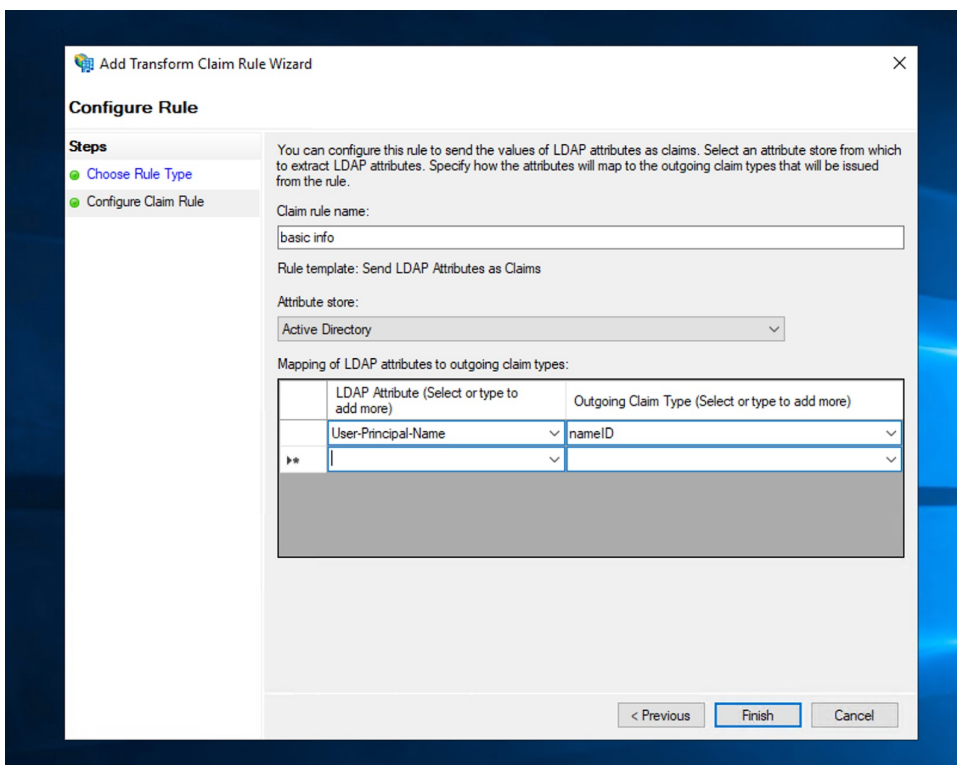 Add Transform Claim Rule Wizard
Configure Rule
Steps
Choose Rule Type
Configure Claim Rule
You can configure this rule to send the values of LDAP attributes as claims. Select an attribute store from which
to extract LDAP attributes. Specify how the attributes will map to the outgoing claim types that will be issued
from the rule.
Claim rule name:
basic info
Rule template: Send LDAP Attributes as Claims
Attribute store:
Active Directory
Mapping of LDAP attributes to outgoing claim types:
LDAP Attribute (Select or type to
add more)
Outgoing Claim Type (Select or type to add more)
User-Principal-Name
nameID
< Previous
Finish
Cancel